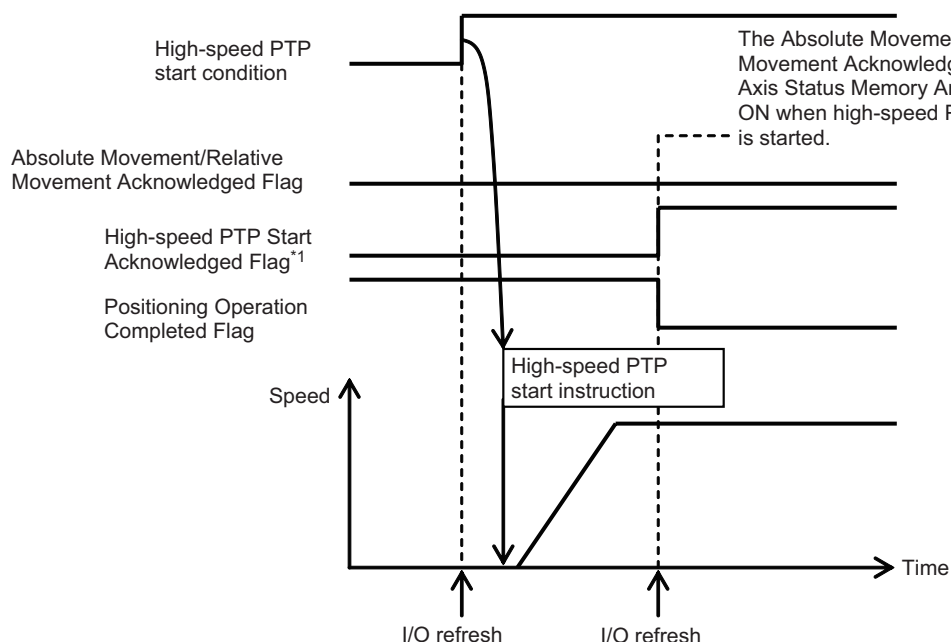 High-speed PTP
start condition
The Absolute Moveme
Movement Acknowledg
Axis Status Memory Ar
ON when high-speed P
is started.
Absolute Movement/Relative
Movement Acknowledged Flag
High-speed PTP Start
Acknowledged Flag*1
Positioning Operation
Completed Flag
High-speed PTP
start instruction
Speed
Time
I/O refresh
I/O refresh